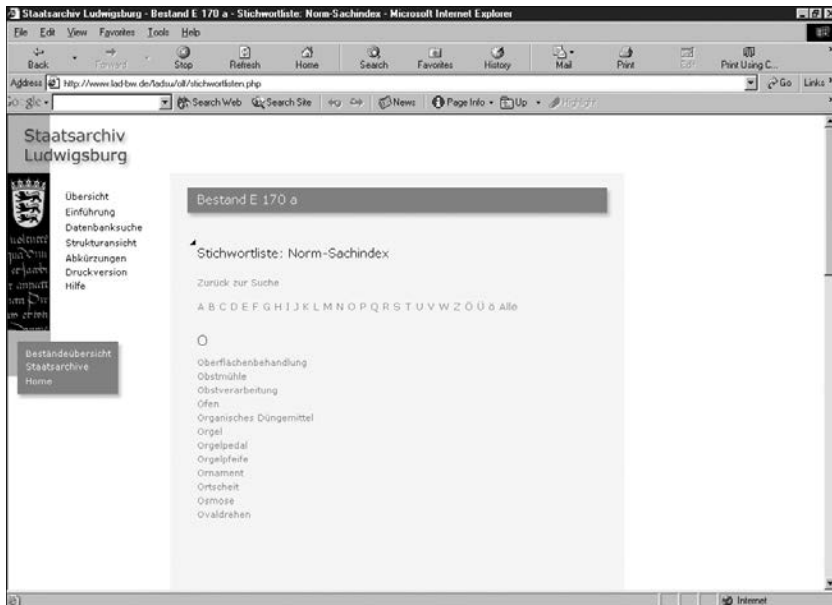 Staatsarchiv Ludwigsburg - Bestand E 170 a - Stichwortliste: Norm-Sachindex - Microsoft Internet Explorer
File Edit View Favorites Tools Help
Back Forward Stop Refresh Home Search Favorites History Mail Print Edit Print Using C...
Address http://www.lad-bw.de/ladsu/oll/stichwortlisten.php Go Links
Search Web Search Site News Page Info Up Highlight
Staatsarchiv
Ludwigsburg
Übersicht
Einführung
Datenbanksuche
Strukturansicht
Abkürzungen
Druckversion
Hilfe
Beständeübersicht
Staatsarchive
Home
Bestand E 170 a
Stichwortliste: Norm-Sachindex
Zurück zur Suche
A B C D E F G H I J K L M N O P Q R S T U V W Z Ö Ü ö Alle
O
Oberflächenbehandlung
Obstmühle
Obstverarbeitung
Ofen
Organisches Düngemittel
Orgel
Orgelpedal
Orgelpfeife
Ornament
Ortscheit
Osmose
Ovaldrehen
Internet